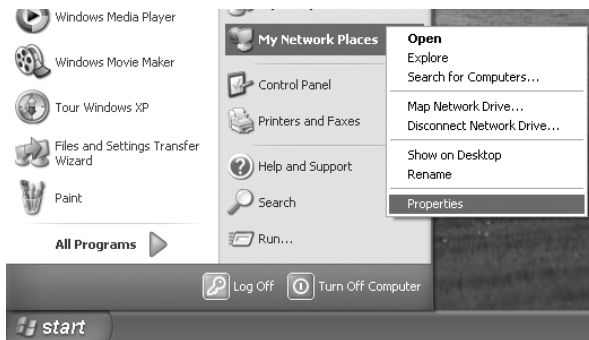 Windows Media Player
Windows Movie Maker
Tour Windows XP
Files and Settings Transfer
Wizard
Paint
All Programs
My Network Places
Control Panel
Printers and Faxes
Help and Support
Search
Run...
Open
Explore
Search for Computers...
Map Network Drive...
Disconnect Network Drive...
Show on Desktop
Rename
Properties
Log Off
Turn Off Computer
start